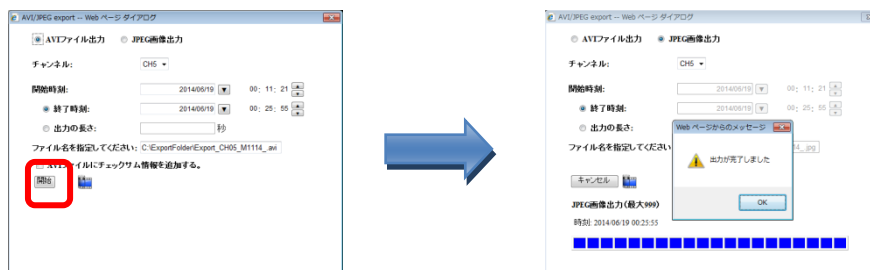 AVI/JPEG export -- Web ページ ダイアログ
AVIファイル出力 JPEG画像出力
チャンネル: CH5
開始時刻: 2014/06/19 00: 11: 21
終了時刻: 2014/06/19 00: 25: 55
出力の長さ: 秒
ファイル名を指定してください: C:\ExportFolder\Export_CH05_M1114_.avi
AVIファイルにチェックサム情報を追加する。
開始
AVI/JPEG export -- Web ページ ダイアログ
AVIファイル出力 JPEG画像出力
チャンネル: CH5
開始時刻: 2014/06/19 00: 11: 21
終了時刻: 2014/06/19 00: 25: 55
出力の長さ:
Web ページからのメッセージ
出力が完了しました
OK
ファイル名を指定してください 14_.jpg
キャンセル
JPEG画像出力(最大999)
時刻: 2014/06/19 00:25:55